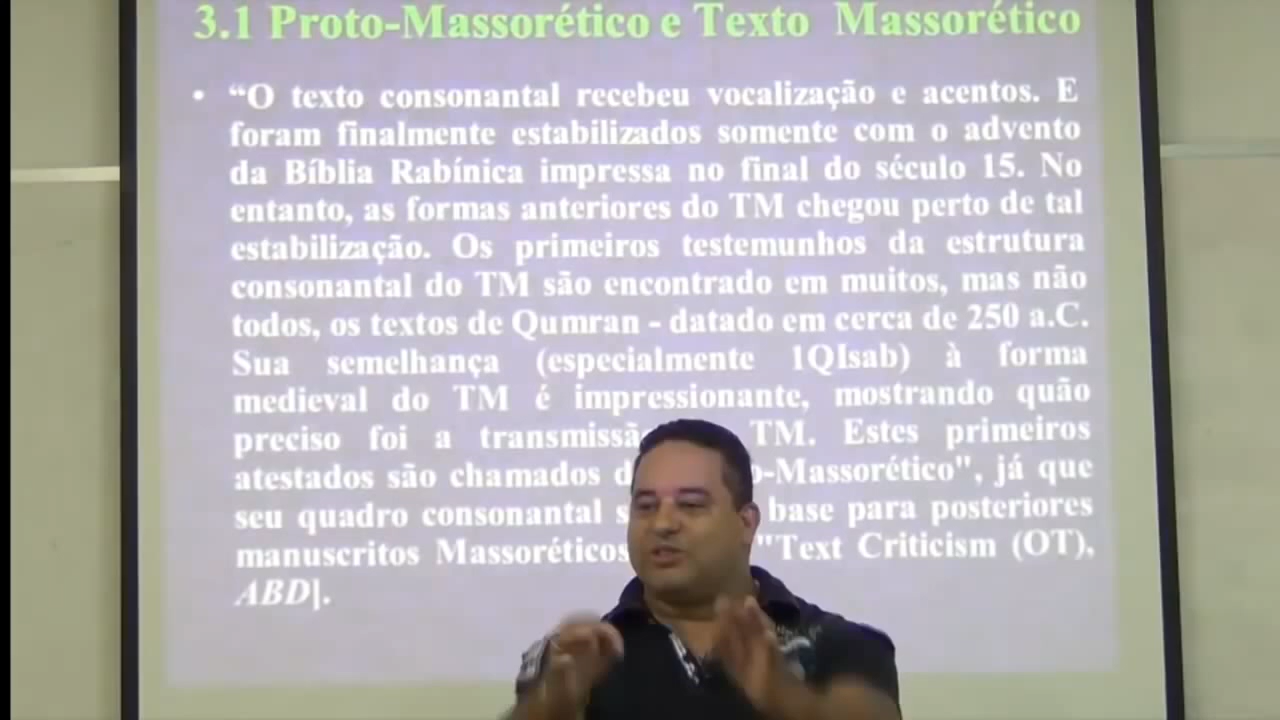 3.1 Proto-Massorético e Texto Massorético
• “O texto consonantal recebeu vocalização e acentos. E
foram finalmente estabilizados somente com o advento
da Bíblia Rabínica impressa no final do século 15. No
entanto, as formas anteriores do TM chegou perto de tal
estabilização. Os primeiros testemunhos da estrutura
consonantal do TM são encontrado em muitos, mas não
todos, os textos de Qumran - datado em cerca de 250 a.C.
Sua semelhança (especialmente 1QIsab) à forma
medieval do TM é impressionante, mostrando quão
preciso foi a TM. Estes primeiros
atestados são chamados -Massorético", já que
seu quadro consonantal base para posteriores
manuscritos Massoréticos "Text Criticism (OT),
ABD|.